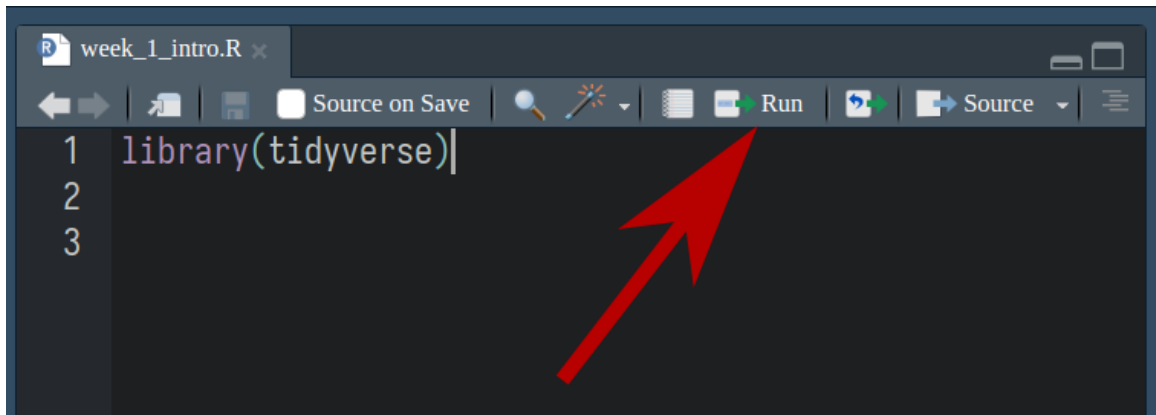 R week_1_intro.R ×
Source on Save Run Source
1 library(tidyverse)
2
3